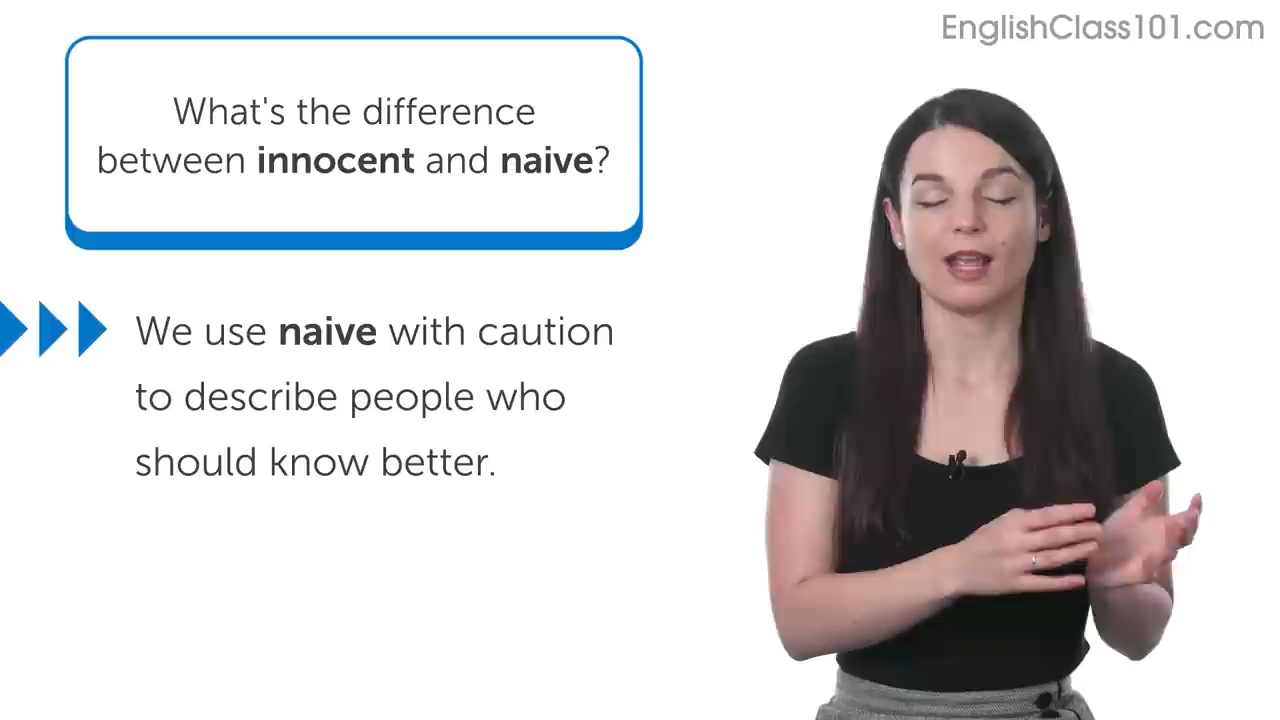 EnglishClass101.com
What's the difference
between innocent and naive?
We use naive with caution
to describe people who
should know better.